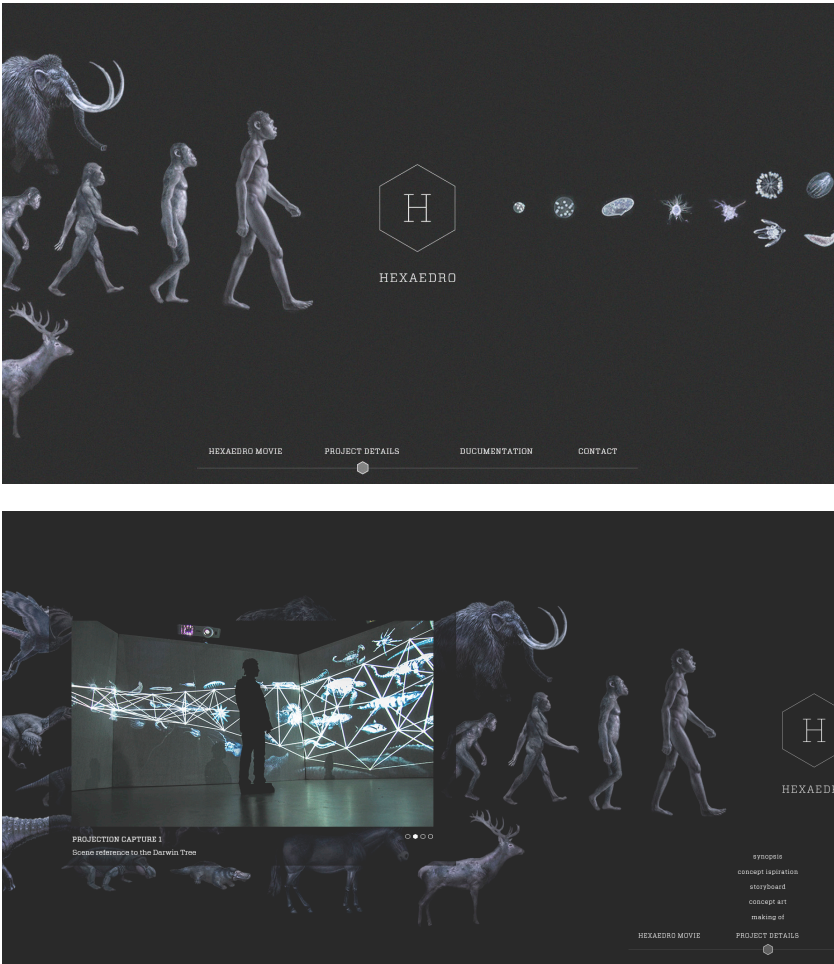 H
HEXAEDRO
HEXAEDRO MOVIE
PROJECT DETAILS
DUCUMENTATION
CONTACT
H
HEXAED
PROJECTION CAPTURE 1
Scene reference to the Darwin Tree
synopsis
concept ispiration
storyboard
concept art
making of
HEXAEDRO MOVIE
PROJECT DETAILS